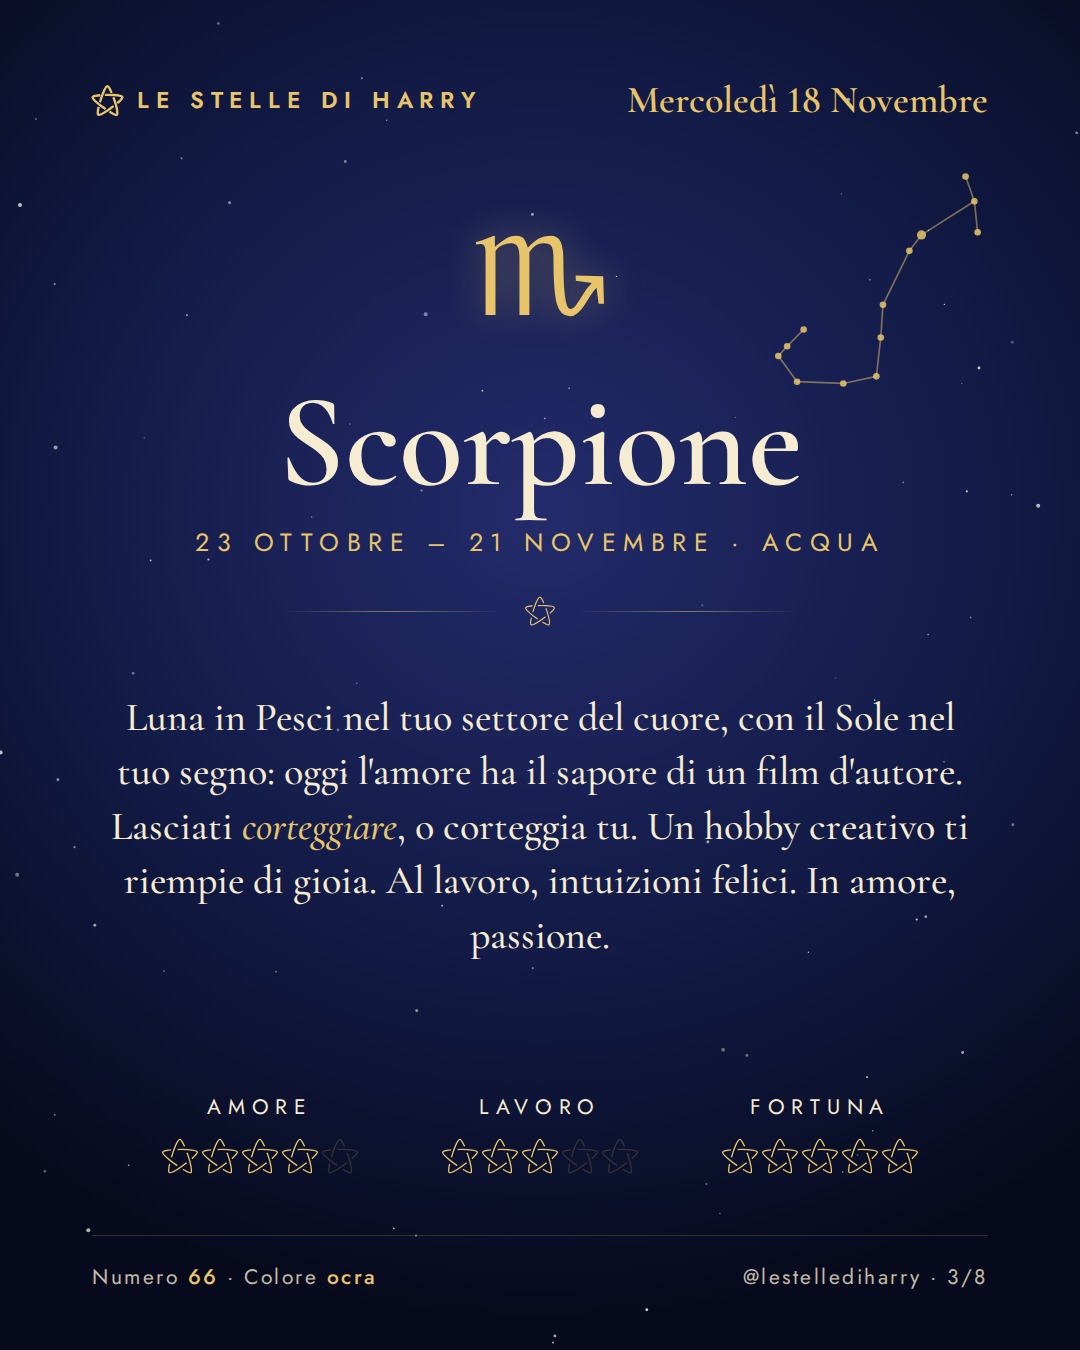 LE STELLE DI HARRY
Mercoledì 18 Novembre
♏
Scorpione
23 OTTOBRE — 21 NOVEMBRE · ACQUA
Luna in Pesci nel tuo settore del cuore, con il Sole nel
tuo segno: oggi l'amore ha il sapore di un film d'autore.
Lasciati corteggiare, o corteggia tu. Un hobby creativo ti
riempie di gioia. Al lavoro, intuizioni felici. In amore,
passione.
AMORE
LAVORO
FORTUNA
Numero 66 · Colore ocra
@lestellediharry · 3/8